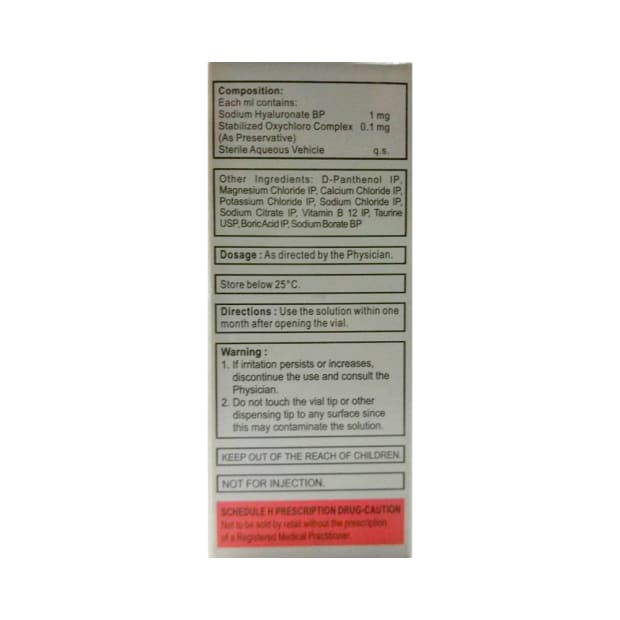 Composition:
Each ml contains:
Sodium Hyaluronate BP 1 mg
Stabilized Oxychloro Complex 0.1 mg
(As Preservative)
Sterile Aqueous Vehicle q.s.
Other Ingredients: D-Panthenol IP,
Magnesium Chloride IP, Calcium Chloride IP,
Potassium Chloride IP, Sodium Chloride IP,
Sodium Citrate IP, Vitamin B 12 IP, Taurine
USP, Boric Acid IP, Sodium Borate BP
Dosage : As directed by the Physician.
Store below 25°C.
Directions : Use the solution within one
month after opening the vial.
Warning :
1. If irritation persists or increases,
discontinue the use and consult the
Physician.
2. Do not touch the vial tip or other
dispensing tip to any surface since
this may contaminate the solution.
KEEP OUT OF THE REACH OF CHILDREN.
NOT FOR INJECTION.
SCHEDULE H PRESCRIPTION DRUG-CAUTION
Not to be sold by retail without the prescription
of a Registered Medical Practitioner.